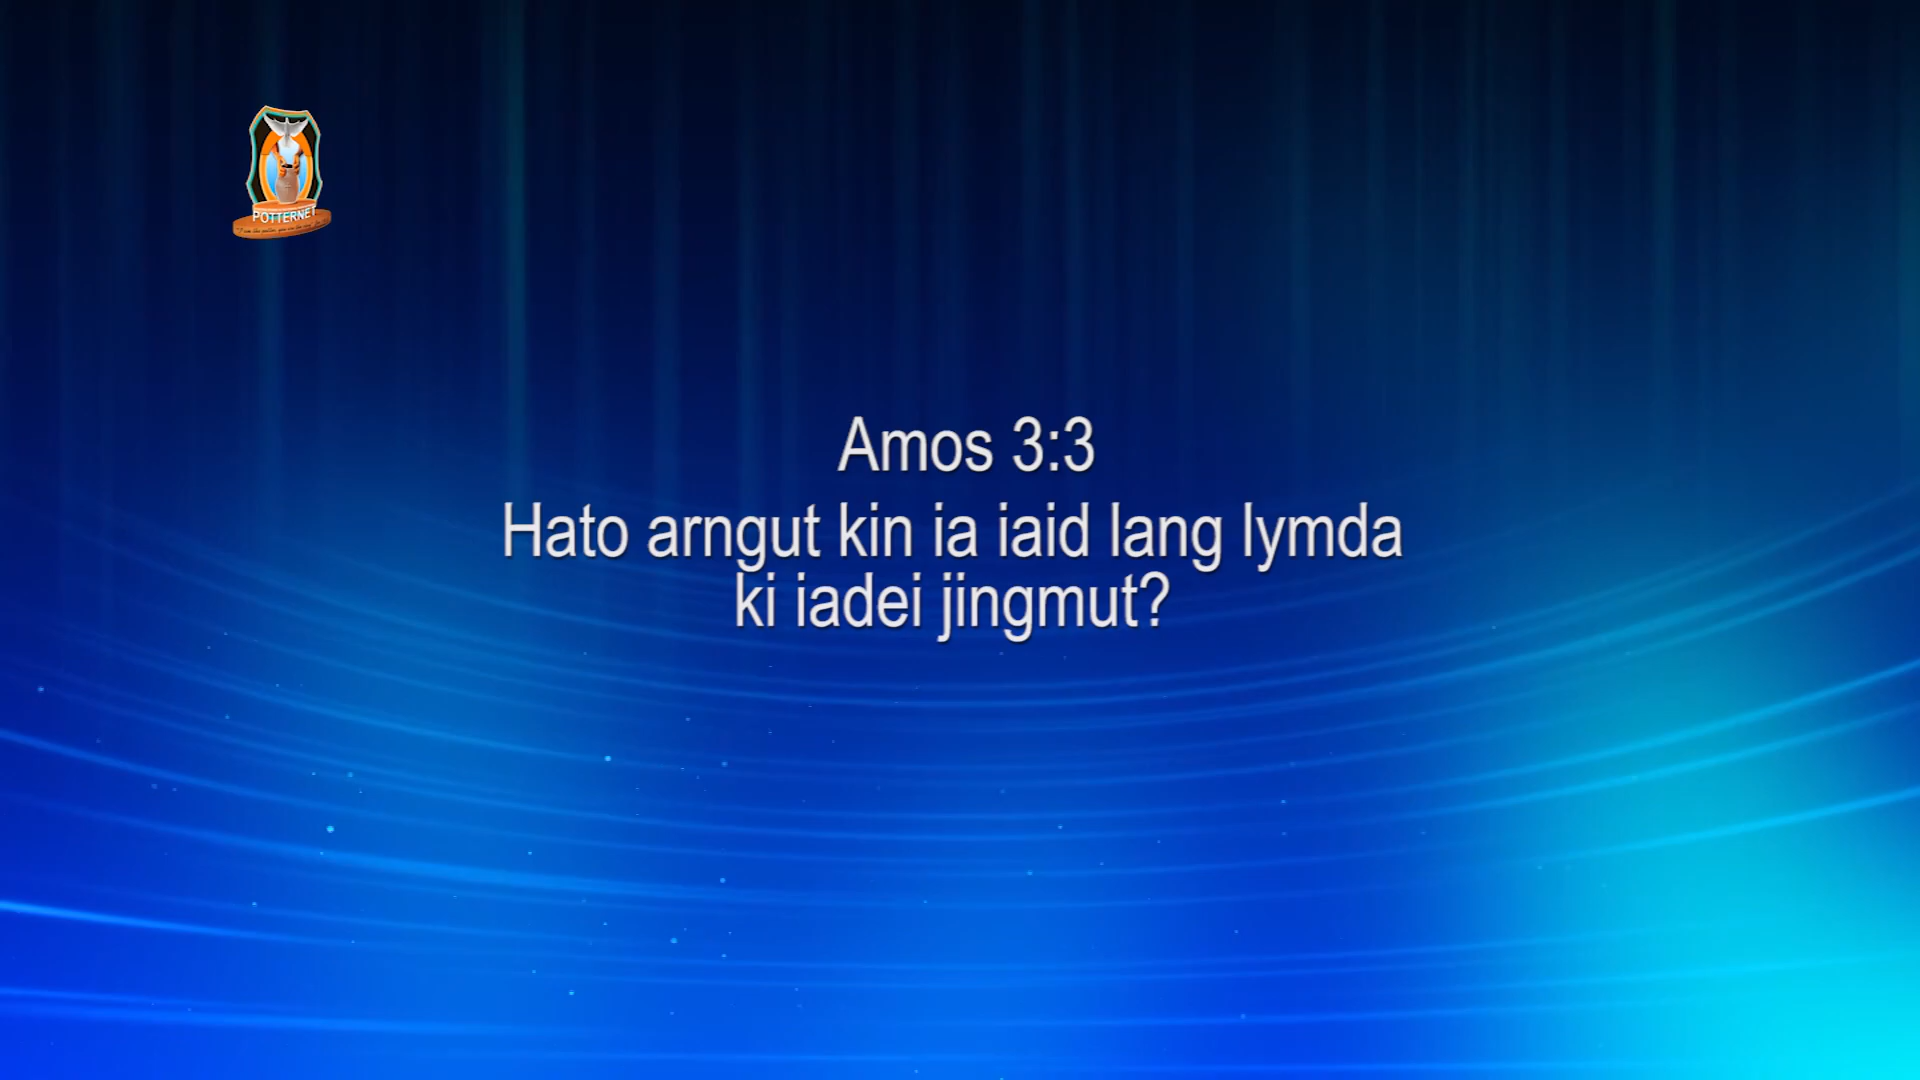 POTTERNET
Amos 3:3
Hato arngut kin ia iaid lang lymda
ki iadei jingmut?